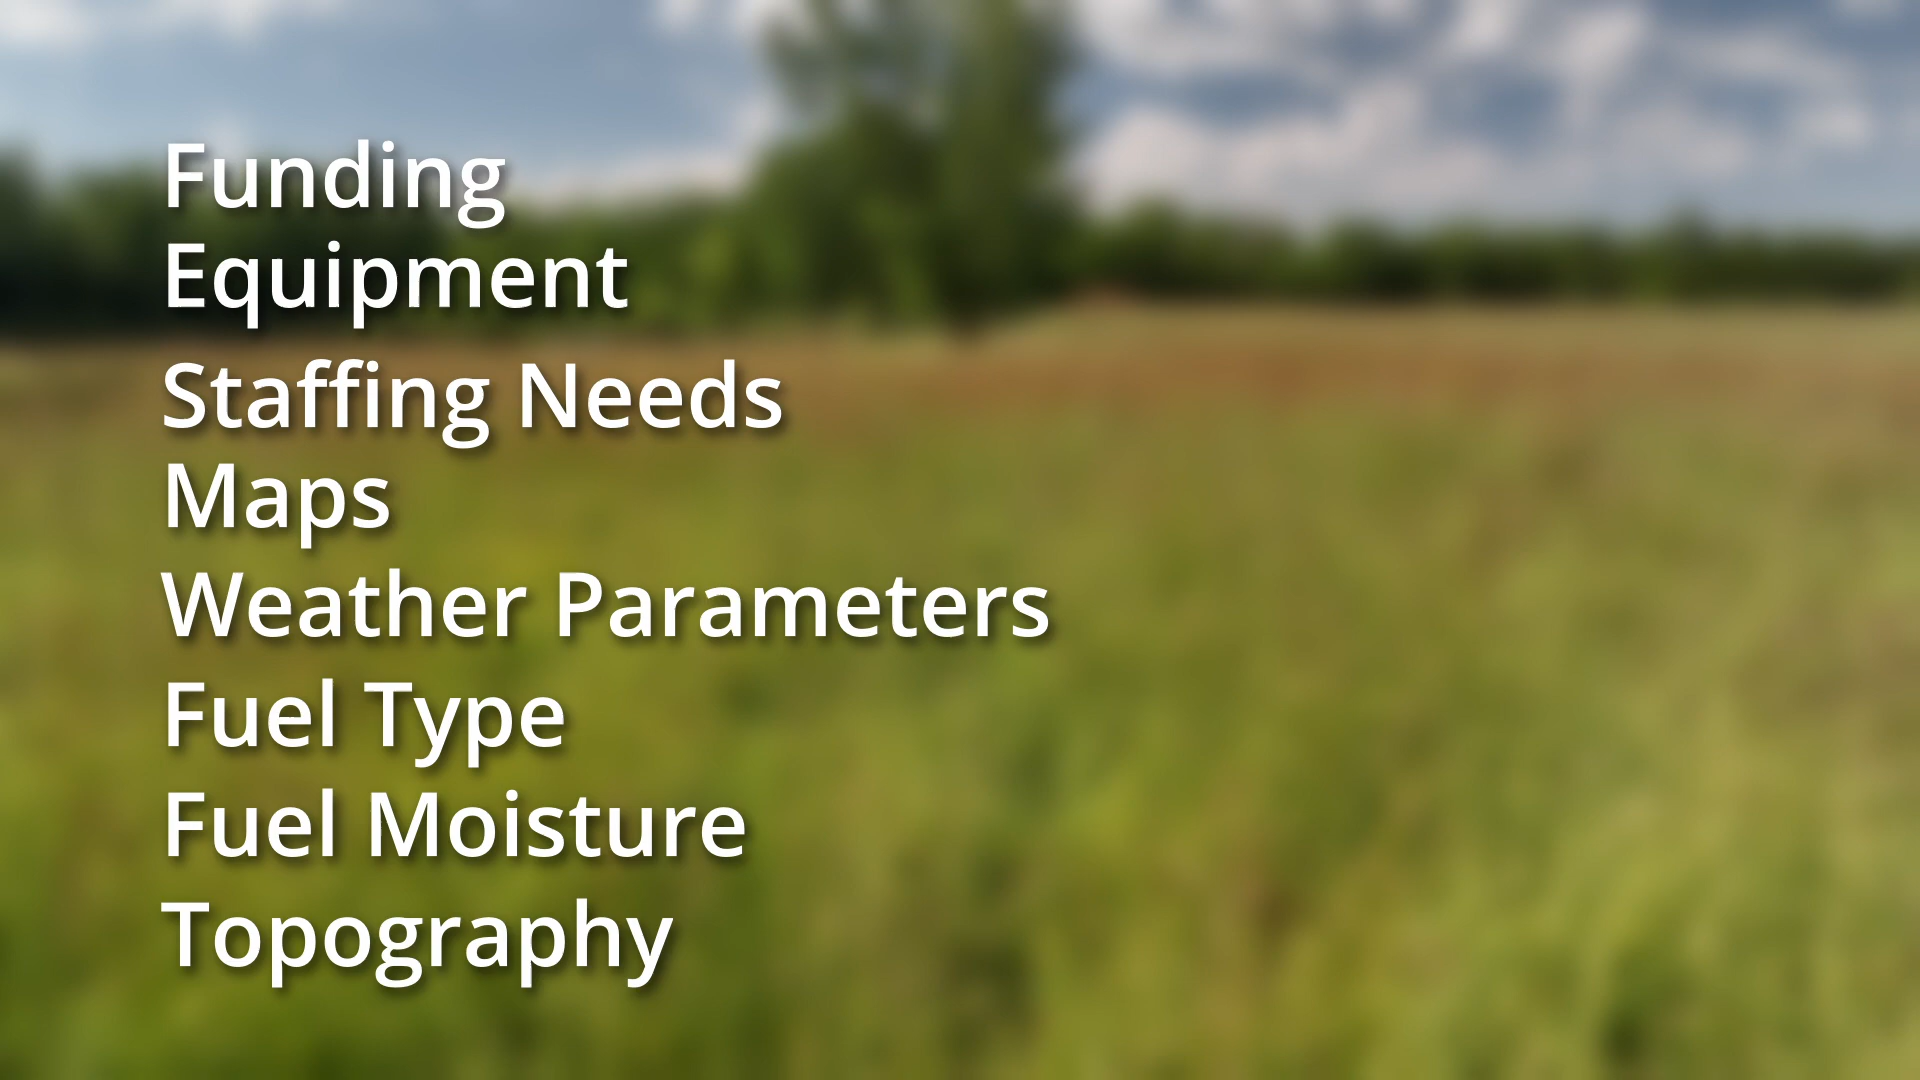 Funding
Equipment
Staffing Needs
Maps
Weather Parameters
Fuel Type
Fuel Moisture
Topography